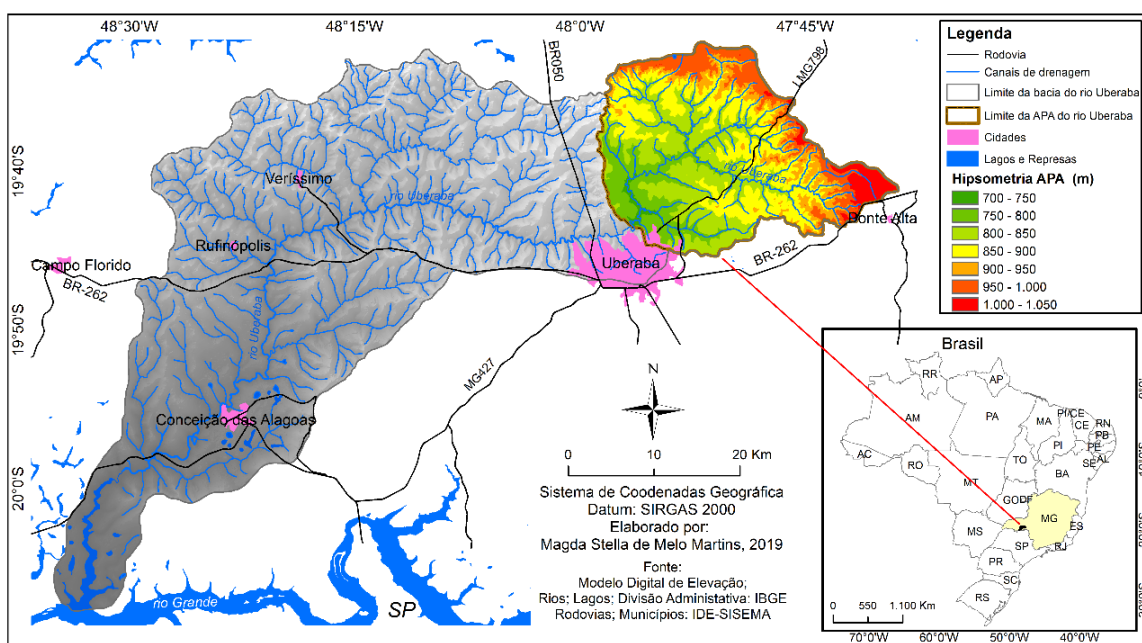 48°30'W 48°15'W 48°0'W 47°45'W
19°40'S
19°50'S
20°0'S
BR050
LMG798
Veríssimo
rio Uberaba
rio Uberaba
Rufinópolis
Ponte Alta
Campo Florido
BR-262
Uberaba
BR-262
rio Uberaba
MG427
Conceição das Alagoas
rio Grande
SP
N
0 10 20 Km
Sistema de Coodenadas Geográfica
Datum: SIRGAS 2000
Elaborado por:
Magda Stella de Melo Martins, 2019
Fonte:
Modelo Digital de Elevação;
Rios; Lagos; Divisão Administativa: IBGE
Rodovias; Municípios: IDE-SISEMA
Legenda
Rodovia
Canais de drenagem
Limite da bacia do rio Uberaba
Limite da APA do rio Uberaba
Cidades
Lagos e Represas
Hipsometria APA (m)
700 - 750
750 - 800
800 - 850
850 - 900
900 - 950
950 - 1.000
1.000 - 1.050
Brasil
RR
AP
AM
PA
MA
PI/CE
CE
RN
PB
PE
AL
SE
PI
AC
RO
TO
BA
MT
GO
DF
MG
ES
MS
SP
RJ
PR
SC
RS
0 550 1.100 Km
70°0'W 60°0'W 50°0'W 40°0'W